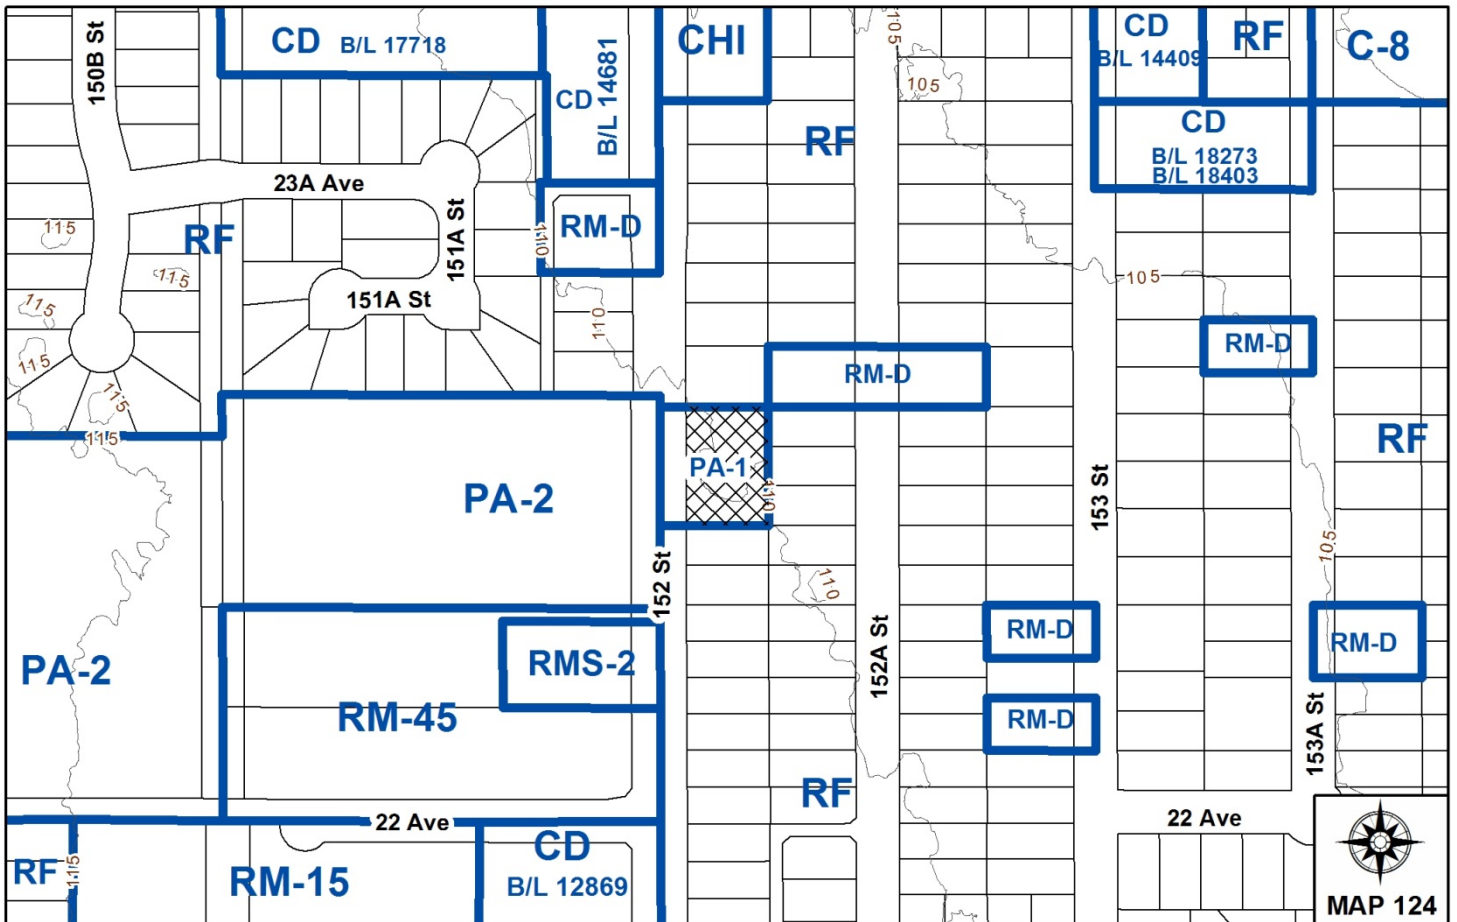 150B St
CD B/L 17718
CD B/L 14681
CHI
105
105
CD
B/L 14409
RF
C-8
RF
CD
B/L 18273
B/L 18403
23A Ave
151A St
RM-D
110
115
RF
115
151A St
115
110
105
115
RM-D
RM-D
115
115
RF
PA-1
110
PA-2
153 St
105
110
152 St
PA-2
RMS-2
152A St
RM-D
RM-D
RM-45
RM-D
153A St
RF
22 Ave
22 Ave
RF
115
RM-15
CD
B/L 12869
MAP 124